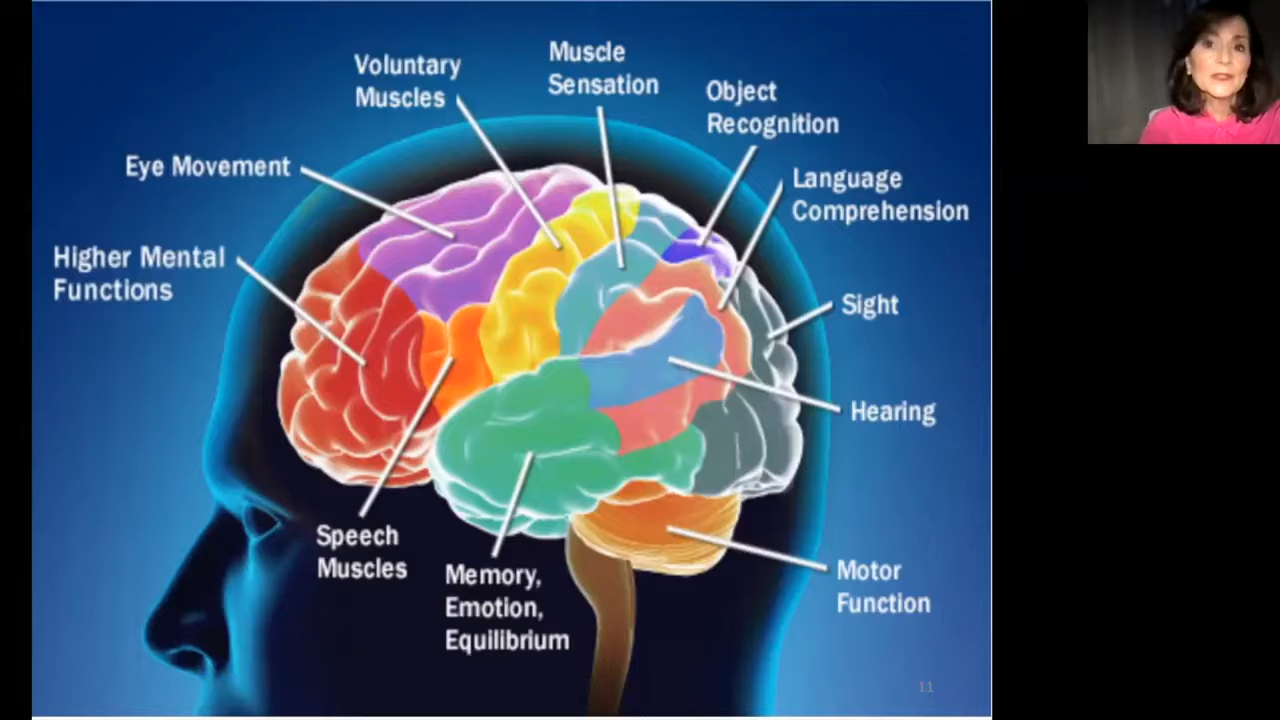 Voluntary
Muscles
Muscle
Sensation
Object
Recognition
Eye Movement
Language
Comprehension
Higher Mental
Functions
Sight
Hearing
Speech
Muscles
Memory,
Emotion,
Equilibrium
Motor
Function
11